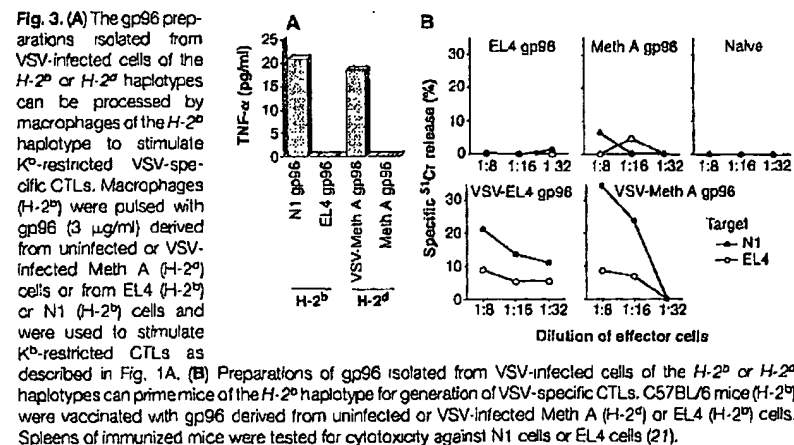 Fig. 3. (A) The gp96 prep-
arations isolated from
VSV-infected cells of the
H-2ᵇ or H-2ᵈ haplotypes
can be processed by
macrophages of the H-2ᵇ
haplotype to stimulate
Kᵇ-restricted VSV-spe-
cific CTLs. Macrophages
(H-2ᵇ) were pulsed with
gp96 (3 μg/ml) derived
from uninfected or VSV-
infected Meth A (H-2ᵈ)
cells or from EL4 (H-2ᵇ)
or N1 (H-2ᵇ) cells and
were used to stimulate
Kᵇ-restricted CTLs as
described in Fig. 1A. (B) Preparations of gp96 isolated from VSV-infected cells of the H-2ᵇ or H-2ᵈ
haplotypes can prime mice of the H-2ᵇ haplotype for generation of VSV-specific CTLs. C57BL/6 mice (H-2ᵇ)
were vaccinated with gp96 derived from uninfected or VSV-infected Meth A (H-2ᵈ) or EL4 (H-2ᵇ) cells.
Spleens of immunized mice were tested for cytotoxicity against N1 cells or EL4 cells (21).
A
TNF-α (pg/ml)
25
20
15
10
5
0
N1 gp96
EL4 gp96
VSV-Meth A gp96
Meth A gp96
H-2ᵇ
H-2ᵈ
B
Specific ⁵¹Cr release (%)
EL4 gp96
Meth A gp96
Naive
30
20
10
0
1:8 1:16 1:32
1:8 1:16 1:32
1:8 1:16 1:32
VSV-EL4 gp96
VSV-Meth A gp96
30
20
10
0
1:8 1:16 1:32
1:8 1:16 1:32
Target
N1
EL4
Dilution of effector cells